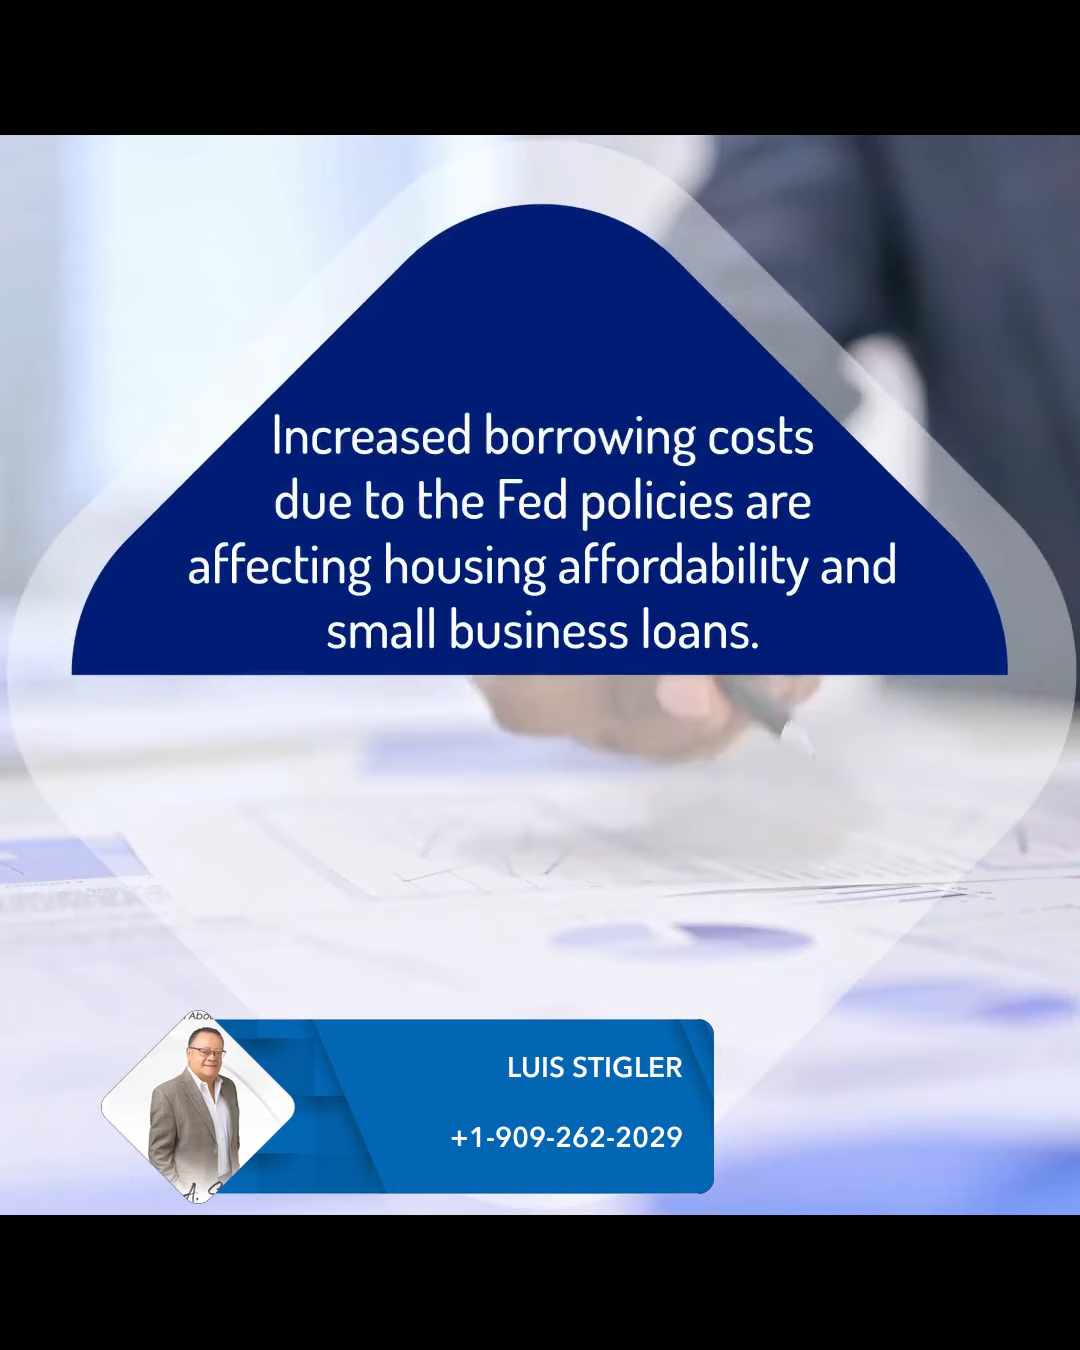 Increased borrowing costs
due to the Fed policies are
affecting housing affordability and
small business loans.
LUIS STIGLER
+1-909-262-2029